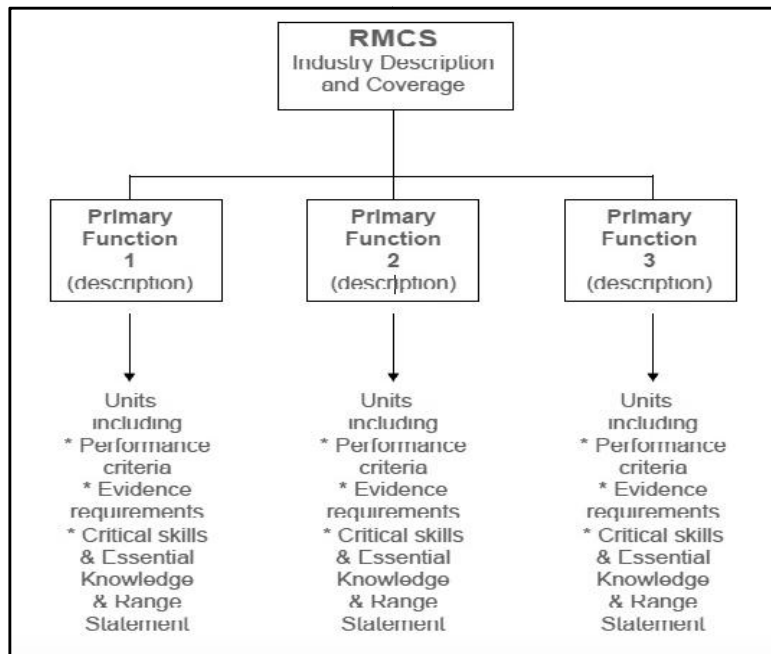 RMCS
Industry Description
and Coverage
Primary
Function
1
(description)
Primary
Function
2
(description)
Primary
Function
3
(description)
Units
including
* Performance
criteria
* Evidence
requirements
* Critical skills
& Essential
Knowledge
& Range
Statement
Units
including
* Performance
criteria
* Evidence
requirements
* Critical skills
& Essential
Knowledge
& Range
Statement
Units
including
* Performance
criteria
* Evidence
requirements
* Critical skills
& Essential
Knowledge
& Range
Statement